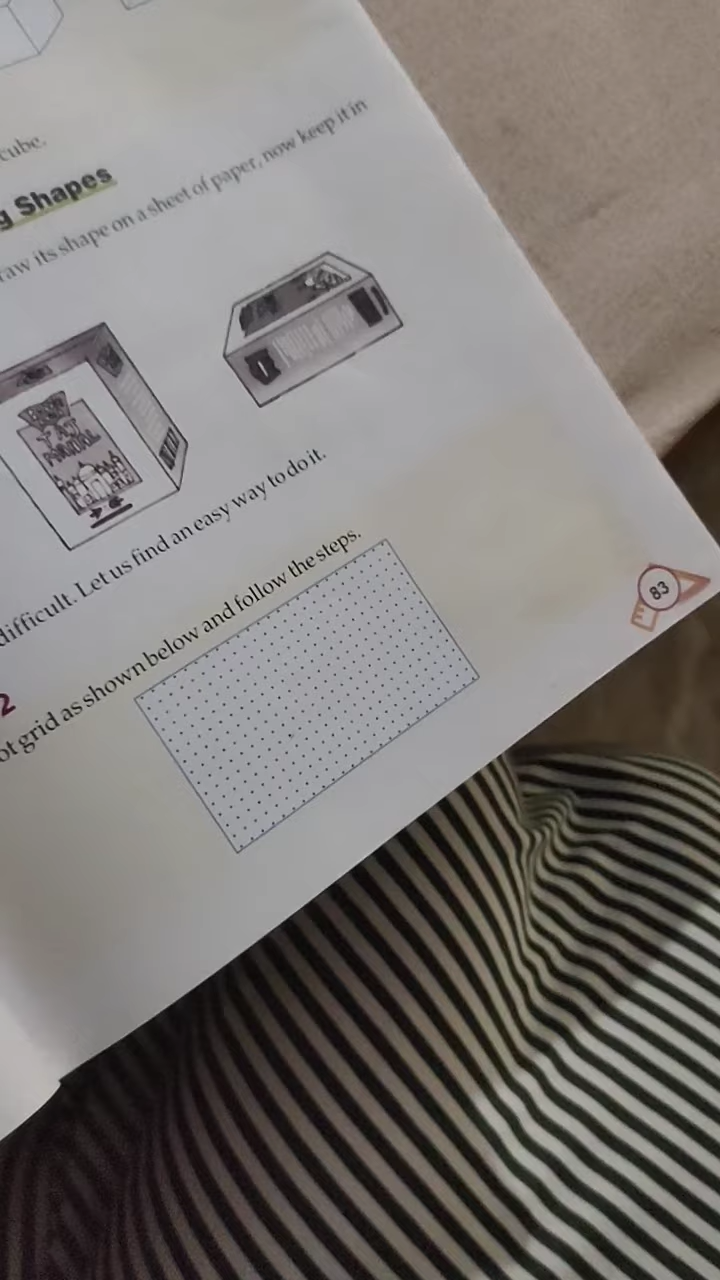 cube.
g Shapes
raw its shape on a sheet of paper, now keep it in
TAJ
difficult. Let us find an easy way to do it.
2
ot grid as shown below and follow the steps.
83